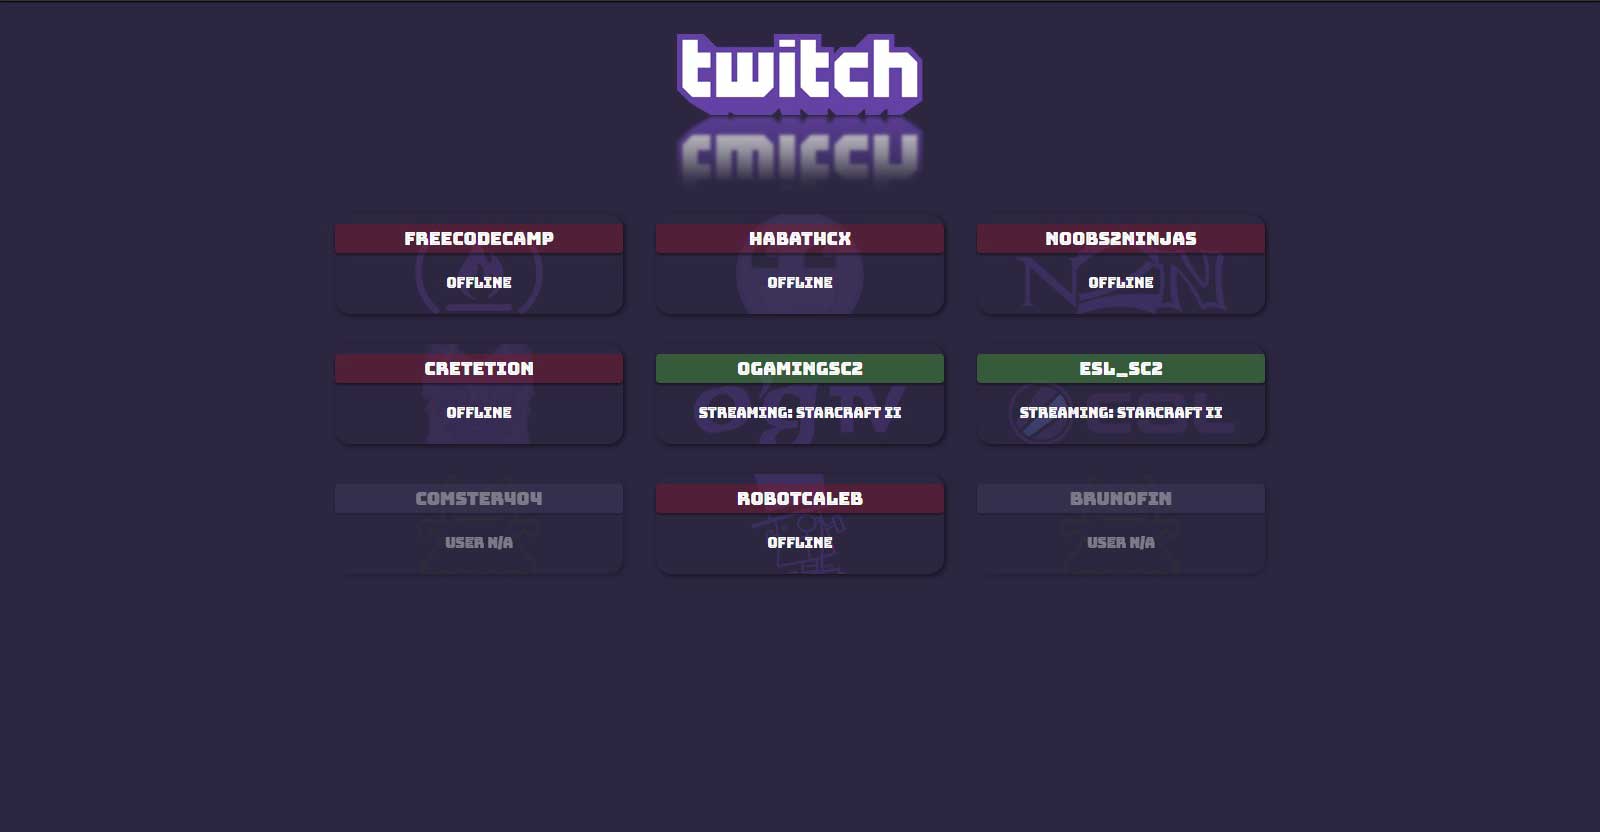 twitch
FREECODECAMP
OFFLINE
HABATHCX
OFFLINE
NOOBS2NINJAS
OFFLINE
CRETETION
OFFLINE
OGAMINGSC2
STREAMING: STARCRAFT II
ESL_SC2
STREAMING: STARCRAFT II
COMSTER404
USER N/A
ROBOTCALEB
OFFLINE
BRUNOFIN
USER N/A